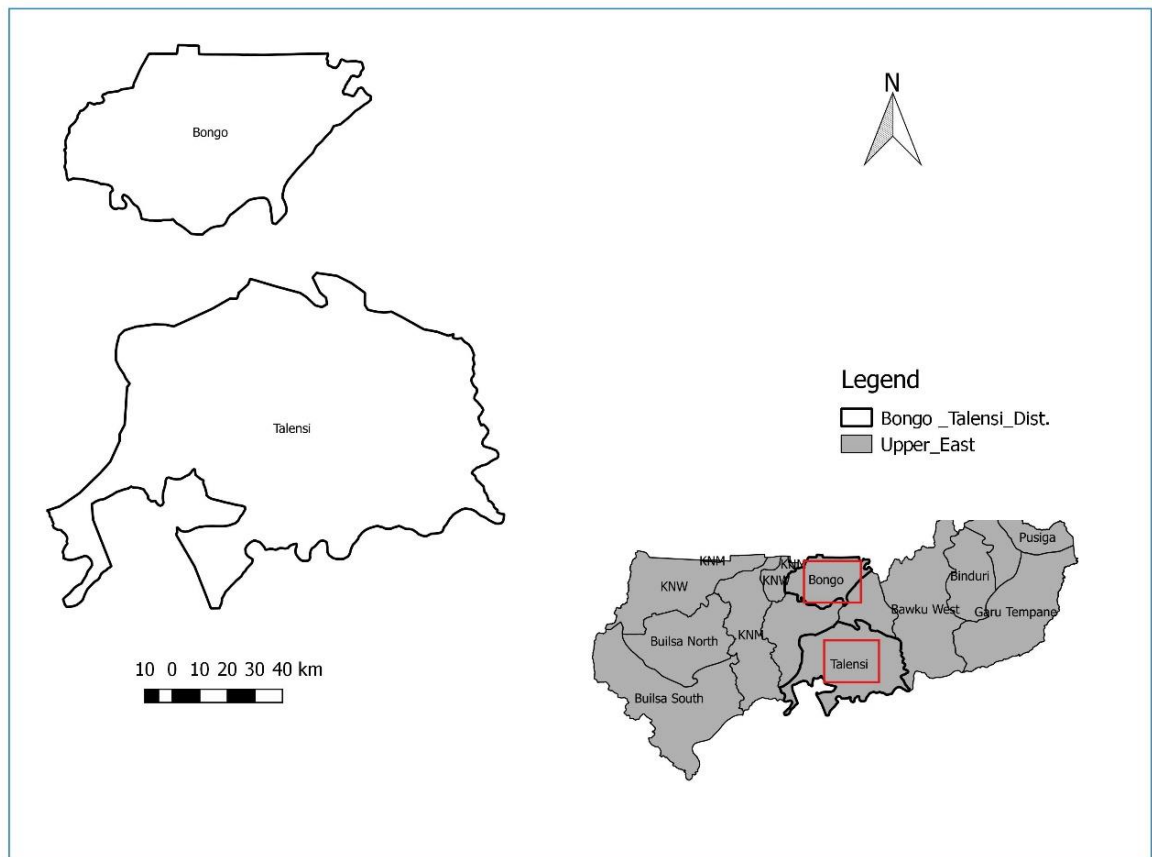 N
Bongo
Talensi
Legend
Bongo _Talensi_Dist.
Upper_East
10 0 10 20 30 40 km
Pusiga
KNM
KNM
KNW
KNW
Bongo
Binduri
Bawku West
Garu Tempane
Builsa North
KNM
Talensi
Builsa South